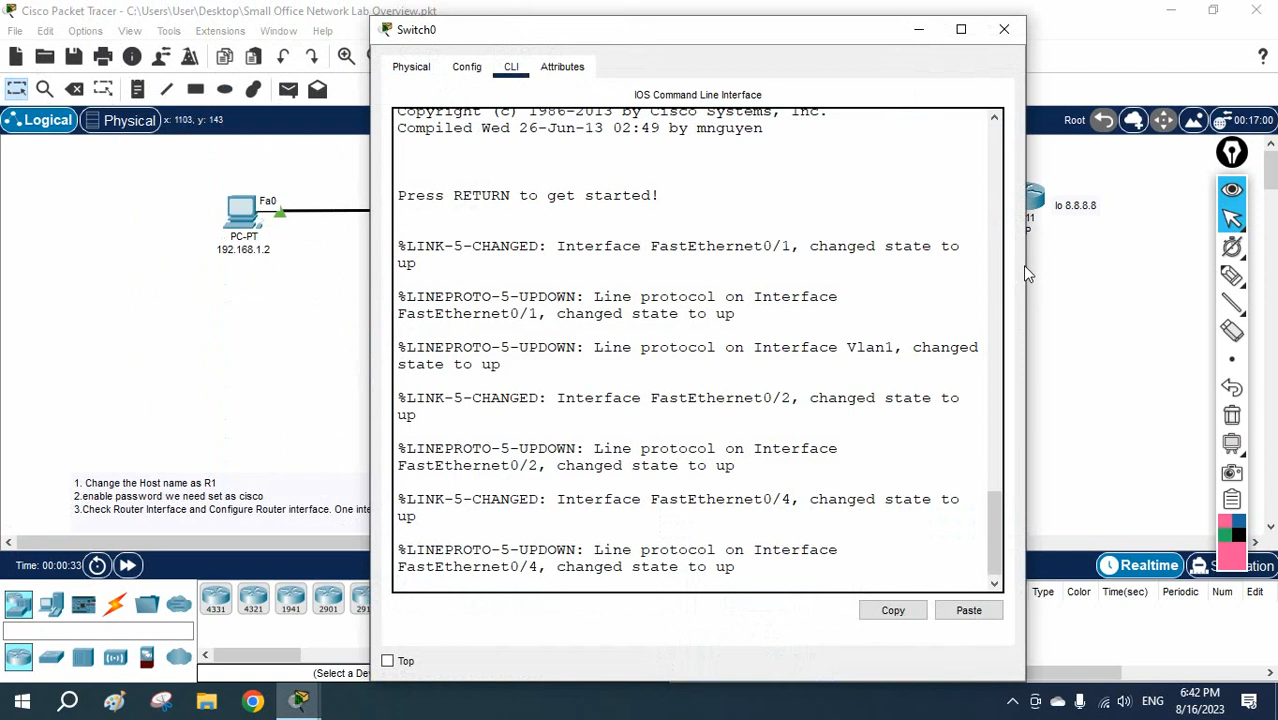 Cisco Packet Tracer - C:\Users\User\Desktop\Small Office Network Lab Overview.pkt
Switch0
File Edit Options View Tools Extensions Window Help
Physical Config CLI Attributes
IOS Command Line Interface
Logical Physical x: 1103, y: 143
Root 00:17:00
Copyright (c) 1986-2013 by Cisco Systems, Inc.
Compiled Wed 26-Jun-13 02:49 by mnguyen
Press RETURN to get started!
%LINK-5-CHANGED: Interface FastEthernet0/1, changed state to
up
%LINEPROTO-5-UPDOWN: Line protocol on Interface
FastEthernet0/1, changed state to up
%LINEPROTO-5-UPDOWN: Line protocol on Interface Vlan1, changed
state to up
%LINK-5-CHANGED: Interface FastEthernet0/2, changed state to
up
%LINEPROTO-5-UPDOWN: Line protocol on Interface
FastEthernet0/2, changed state to up
%LINK-5-CHANGED: Interface FastEthernet0/4, changed state to
up
%LINEPROTO-5-UPDOWN: Line protocol on Interface
FastEthernet0/4, changed state to up
Copy Paste
Top
Fa0
PC-PT
192.168.1.2
lo 8.8.8.8
11
P
1. Change the Host name as R1
2.enable password we need set as cisco
3.Check Router Interface and Configure Router interface. One inte
Time: 00:00:33
Realtime
4331 4321 1941 2901 291
(Select a De
Type Color Time(sec) Periodic Num Edit
ENG
6:42 PM
8/16/2023